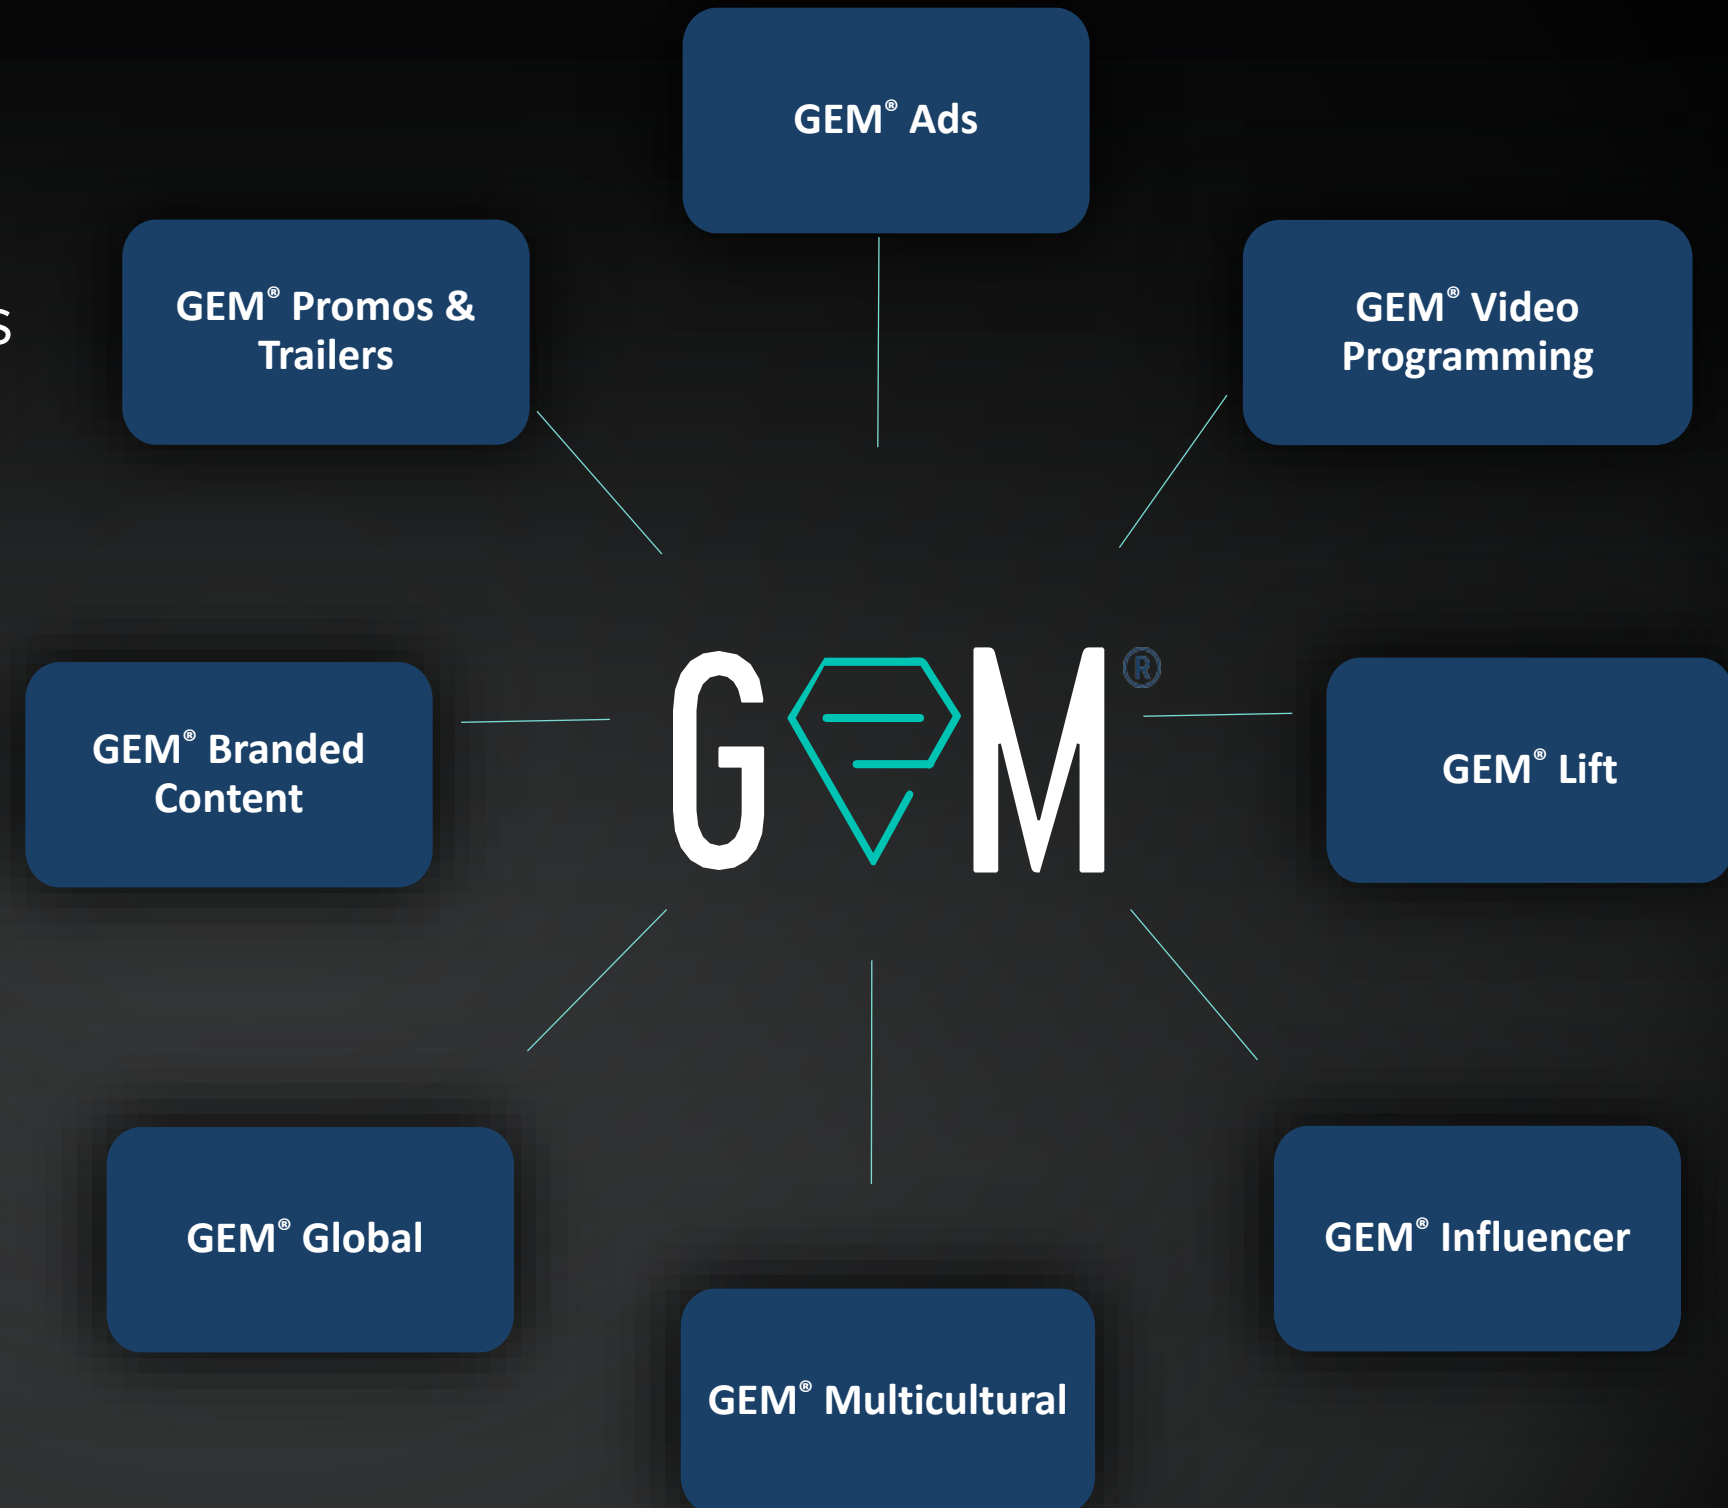 GEM® Ads
s
GEM® Promos &
Trailers
GEM® Video
Programming
GEM®
GEM® Branded
Content
GEM® Lift
GEM® Global
GEM® Influencer
GEM® Multicultural